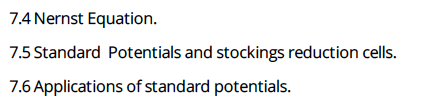 7.4 Nernst Equation.
7.5 Standard  Potentials and stockings reduction cells.
7.6 Applications of standard potentials.